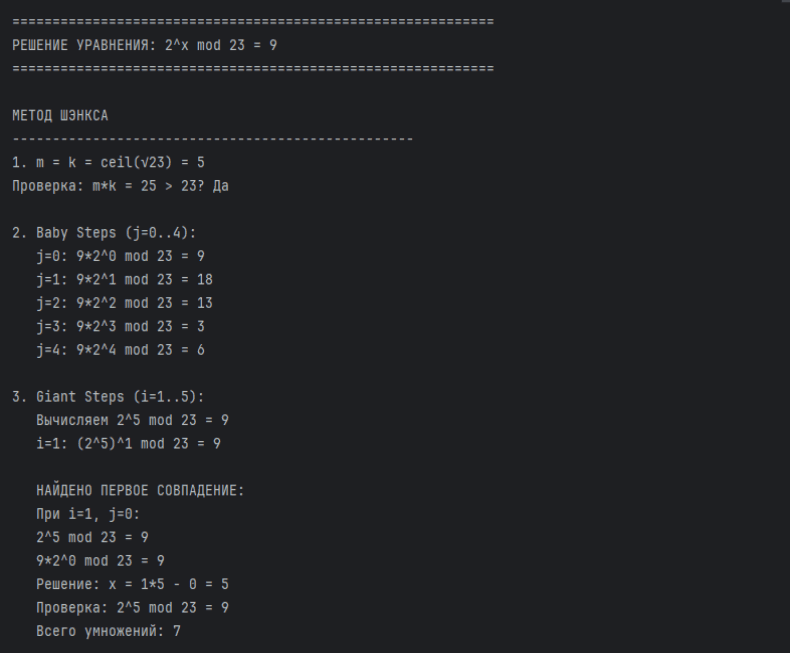 ============================================================
РЕШЕНИЕ УРАВНЕНИЯ: 2^x mod 23 = 9
============================================================
МЕТОД ШЭНКСА
--------------------------------------------------
1. m = k = ceil(√23) = 5
Проверка: m*k = 25 > 23? Да
2. Baby Steps (j=0..4):
j=0: 9*2^0 mod 23 = 9
j=1: 9*2^1 mod 23 = 18
j=2: 9*2^2 mod 23 = 13
j=3: 9*2^3 mod 23 = 3
j=4: 9*2^4 mod 23 = 6
3. Giant Steps (i=1..5):
Вычисляем 2^5 mod 23 = 9
i=1: (2^5)^1 mod 23 = 9
НАЙДЕНО ПЕРВОЕ СОВПАДЕНИЕ:
При i=1, j=0:
2^5 mod 23 = 9
9*2^0 mod 23 = 9
Решение: x = 1*5 - 0 = 5
Проверка: 2^5 mod 23 = 9
Всего умножений: 7